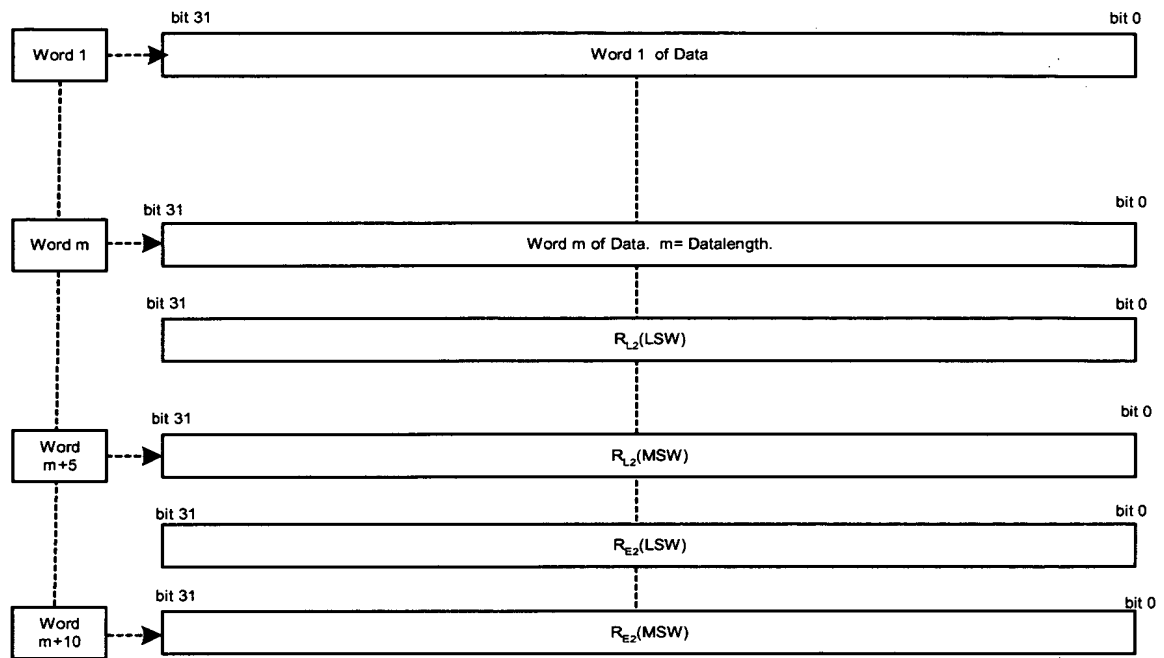 bit 31
bit 0
Word 1
Word 1 of Data
bit 31
bit 0
Word m
Word m of Data. m= Datalength.
bit 31
bit 0
R_L2(LSW)
bit 31
bit 0
Word
m+5
R_L2(MSW)
bit 31
bit 0
R_E2(LSW)
bit 31
bit 0
Word
m+10
R_E2(MSW)